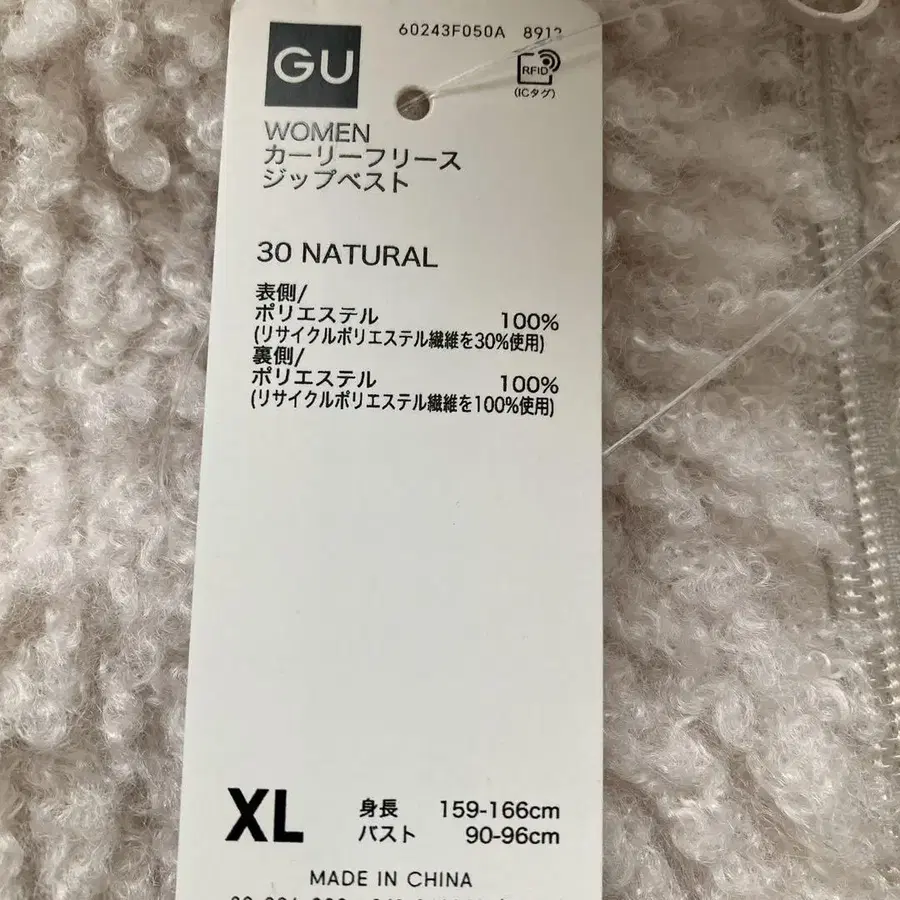 60243F050A
GU
RFID
(ICタグ)
WOMEN
カーリーフリース
ジップベスト
30 NATURAL
表側/
ポリエステル 100%
(リサイクルポリエステル繊維を30%使用)
裏側/
ポリエステル 100%
(リサイクルポリエステル繊維を100%使用)
XL 身長 159-166cm
バスト 90-96cm
MADE IN CHINA